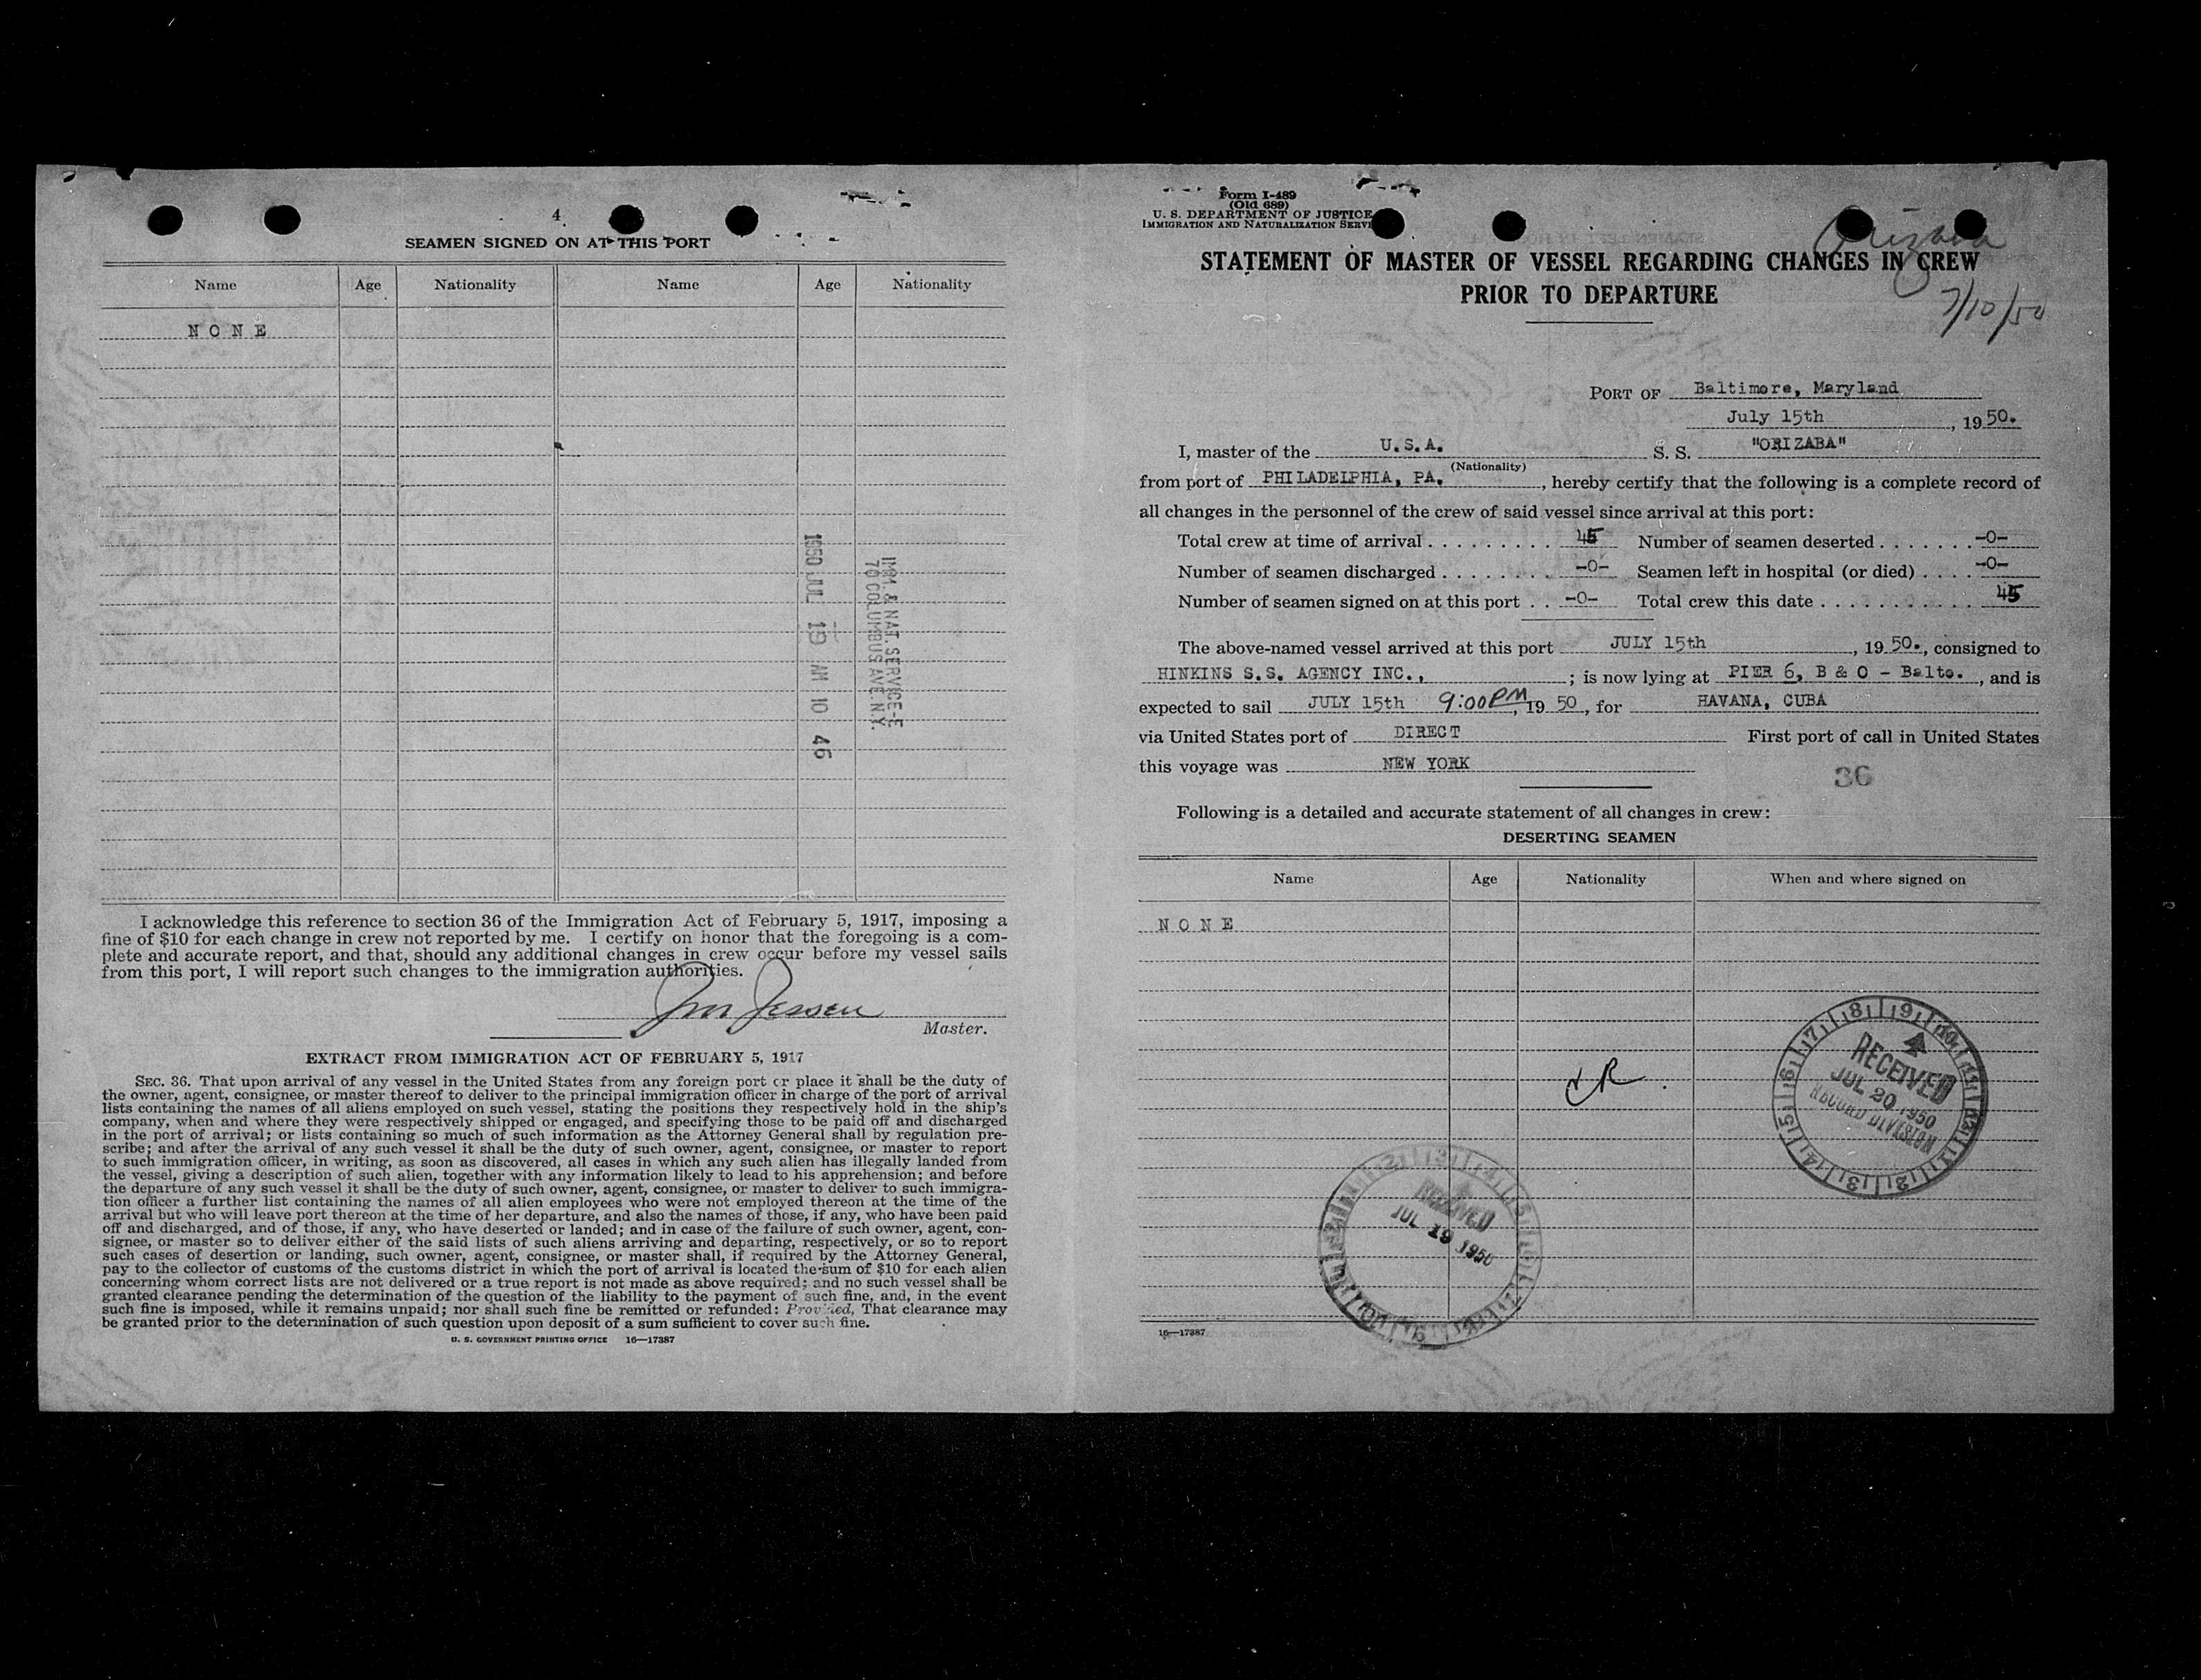 4
SEAMEN SIGNED ON AT THIS PORT
Name Age Nationality Name Age Nationality
NONE
1950 JUL 19 AM 10 46
IMM. & NAT. SERVICE-E
70 COLUMBUS AVE. N.Y.
I acknowledge this reference to section 36 of the Immigration Act of February 5, 1917, imposing a
fine of $10 for each change in crew not reported by me. I certify on honor that the foregoing is a com-
plete and accurate report, and that, should any additional changes in crew occur before my vessel sails
from this port, I will report such changes to the immigration authorities.
Jessen
Master.
EXTRACT FROM IMMIGRATION ACT OF FEBRUARY 5, 1917
SEC. 36. That upon arrival of any vessel in the United States from any foreign port or place it shall be the duty of
the owner, agent, consignee, or master thereof to deliver to the principal immigration officer in charge of the port of arrival
lists containing the names of all aliens employed on such vessel, stating the positions they respectively hold in the ship's
company, when and where they were respectively shipped or engaged, and specifying those to be paid off and discharged
in the port of arrival; or lists containing so much of such information as the Attorney General shall by regulation pre-
scribe; and after the arrival of any such vessel it shall be the duty of such owner, agent, consignee, or master to report
to such immigration officer, in writing, as soon as discovered, all cases in which any such alien has illegally landed from
the vessel, giving a description of such alien, together with any information likely to lead to his apprehension; and before
the departure of any such vessel it shall be the duty of such owner, agent, consignee, or master to deliver to such immigra-
tion officer a further list containing the names of all alien employees who were not employed thereon at the time of the
arrival but who will leave port thereon at the time of her departure, and also the names of those, if any, who have been paid
off and discharged, and of those, if any, who have deserted or landed; and in case of the failure of such owner, agent, con-
signee, or master so to deliver either of the said lists of such aliens arriving and departing, respectively, or so to report
such cases of desertion or landing, such owner, agent, consignee, or master shall, if required by the Attorney General,
pay to the collector of customs of the customs district in which the port of arrival is located the sum of $10 for each alien
concerning whom correct lists are not delivered or a true report is not made as above required; and no such vessel shall be
granted clearance pending the determination of the question of the liability to the payment of such fine, and, in the event
such fine is imposed, while it remains unpaid; nor shall such fine be remitted or refunded: Provided, That clearance may
be granted prior to the determination of such question upon deposit of a sum sufficient to cover such fine.
U. S. GOVERNMENT PRINTING OFFICE 16—17387
Form I-489
(Old 689)
U. S. DEPARTMENT OF JUSTICE
IMMIGRATION AND NATURALIZATION SERVI
Orizaba
7/10/50
STATEMENT OF MASTER OF VESSEL REGARDING CHANGES IN CREW
PRIOR TO DEPARTURE
PORT OF Baltimore, Maryland
July 15th, 1950.
I, master of the U.S.A. S. S. "ORIZABA"
(Nationality)
from port of PHILADELPHIA, PA., hereby certify that the following is a complete record of
all changes in the personnel of the crew of said vessel since arrival at this port:
Total crew at time of arrival . . . . . . . . . 45 Number of seamen deserted . . . . . . . -0-
Number of seamen discharged . . . . . . . . -0- Seamen left in hospital (or died) . . . . -0-
Number of seamen signed on at this port . . -0- Total crew this date . . . . . . . . . . . . 45
The above-named vessel arrived at this port JULY 15th, 1950., consigned to
HINKINS S.S. AGENCY INC., ; is now lying at PIER 6, B & O - Balto., and is
expected to sail JULY 15th 9:00PM, 1950, for HAVANA, CUBA
via United States port of DIRECT First port of call in United States
this voyage was NEW YORK
36
Following is a detailed and accurate statement of all changes in crew:
DESERTING SEAMEN
Name Age Nationality When and where signed on
NONE
RECEIVED
JUL 20 1950
RECORD DIVISION
RECEIVED
JUL 19 1950
16—17387